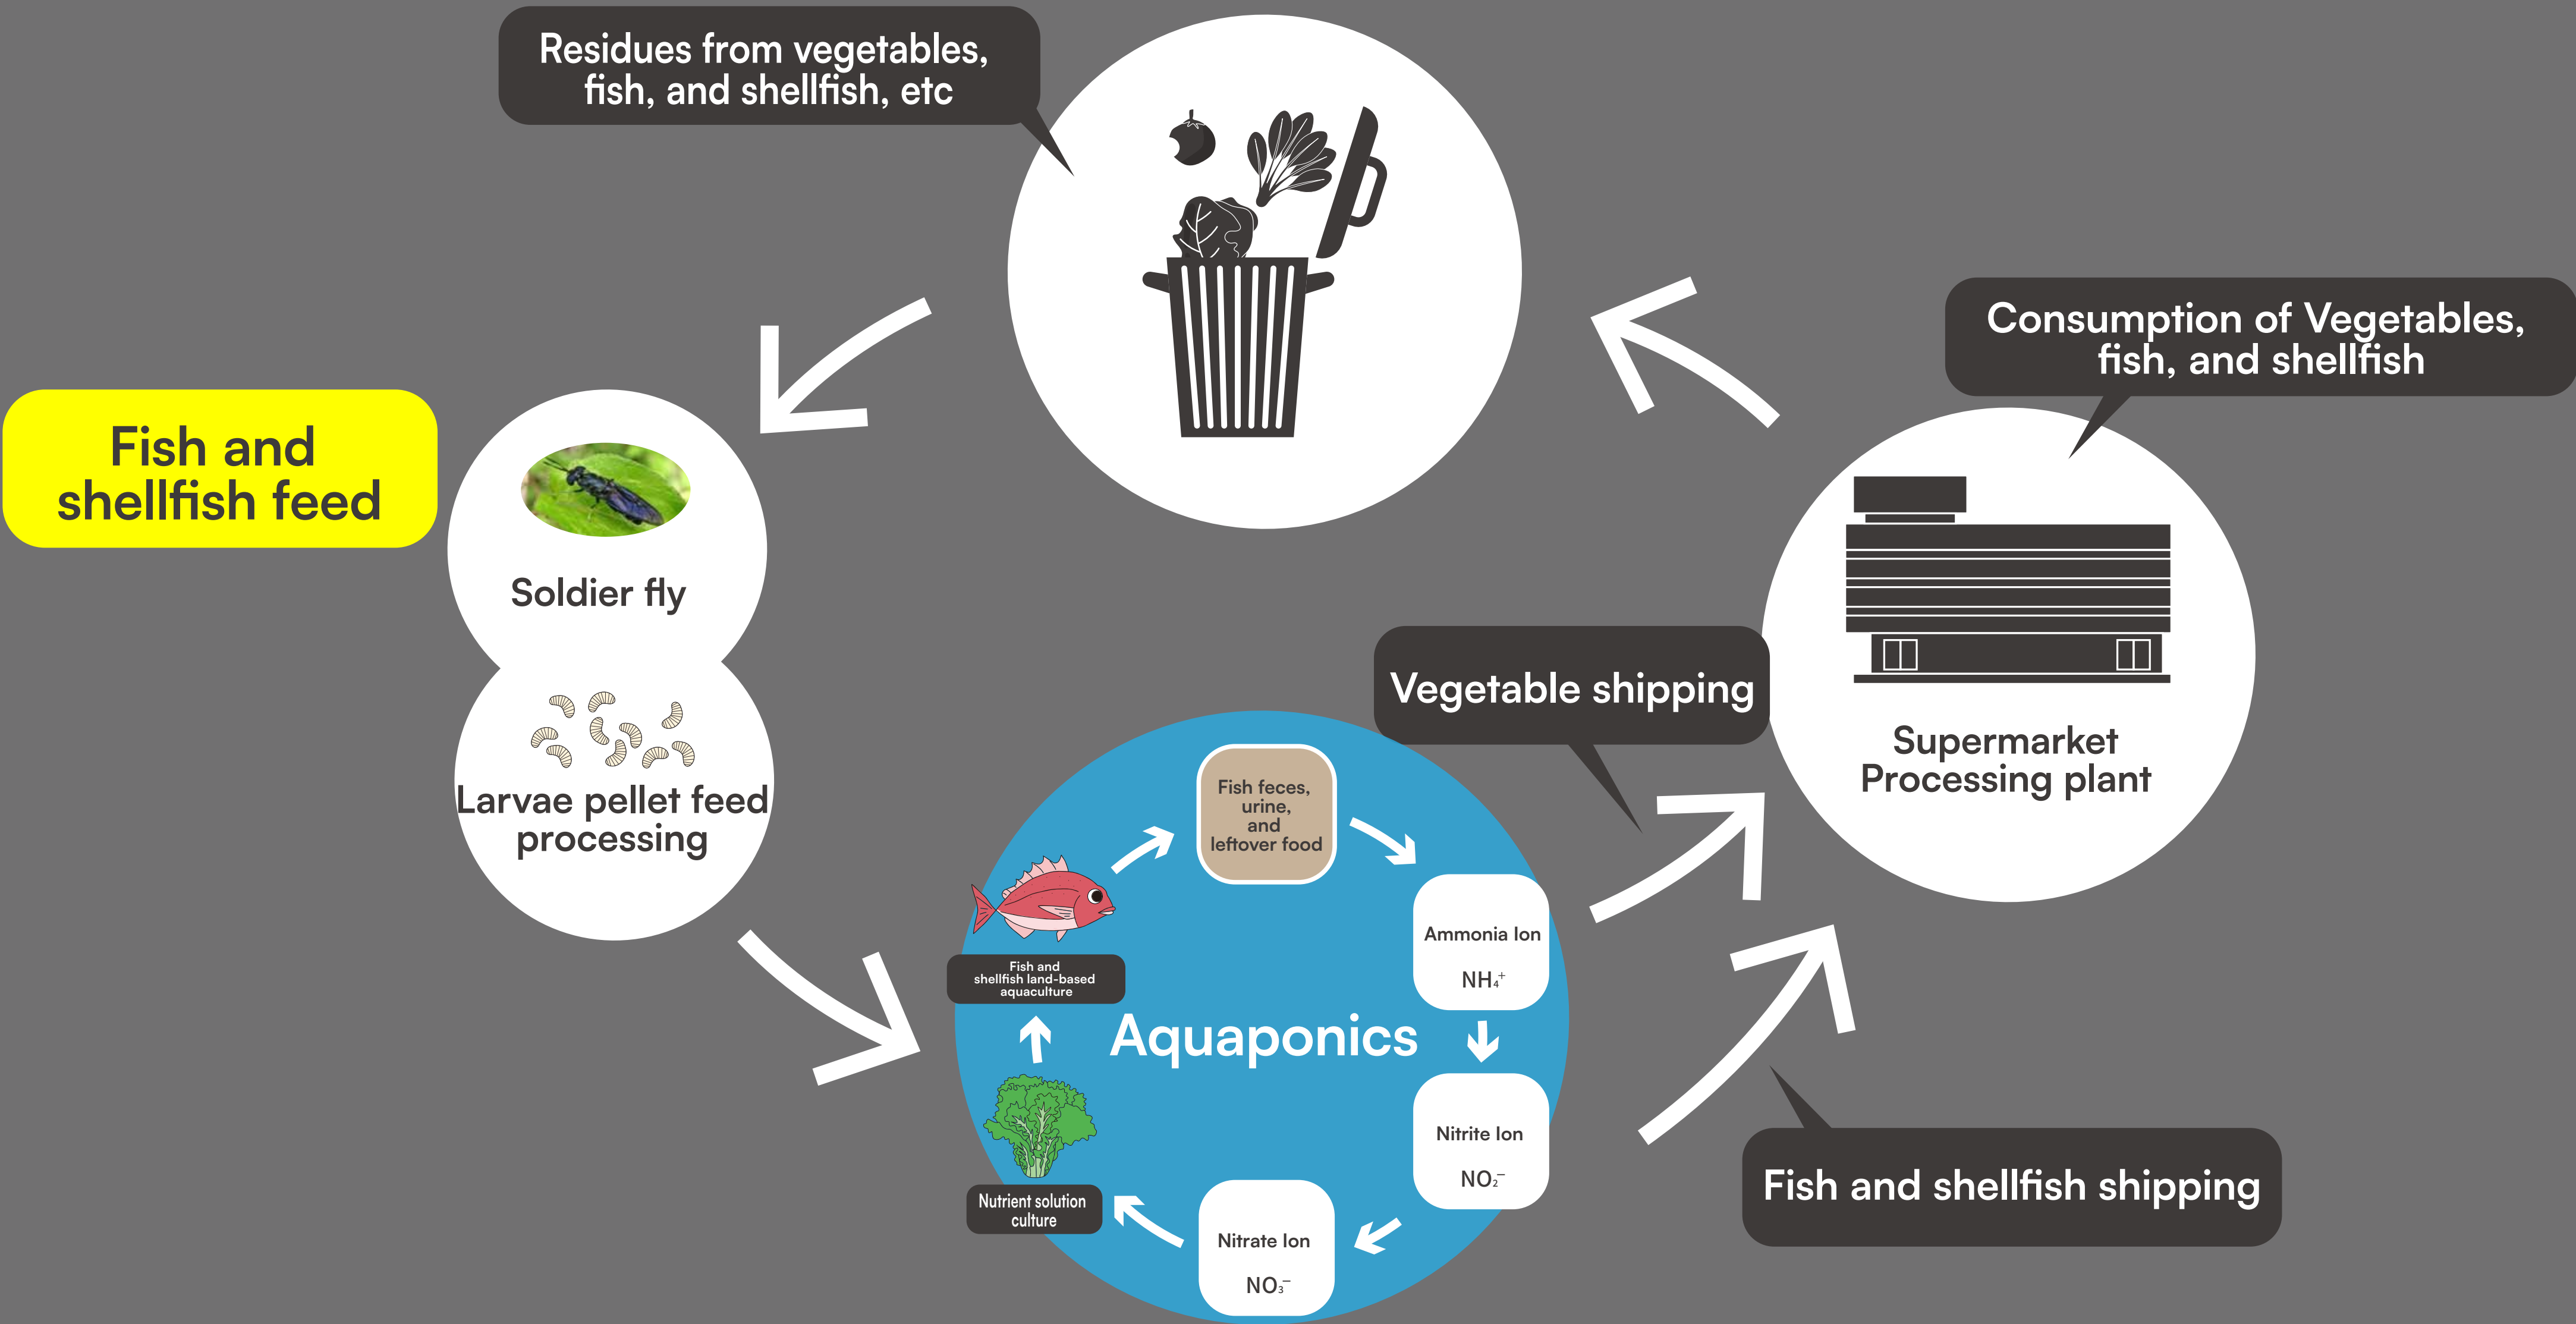 Residues from vegetables,
fish, and shellfish, etc
Consumption of Vegetables,
fish, and shellfish
Fish and
shellfish feed
Soldier fly
Larvae pellet feed
processing
Vegetable shipping
Supermarket
Processing plant
Fish feces,
urine,
and
leftover food
Ammonia Ion
NH₄⁺
Fish and
shellfish land-based
aquaculture
Aquaponics
Nitrite Ion
NO₂⁻
Nutrient solution
culture
Nitrate Ion
NO₃⁻
Fish and shellfish shipping